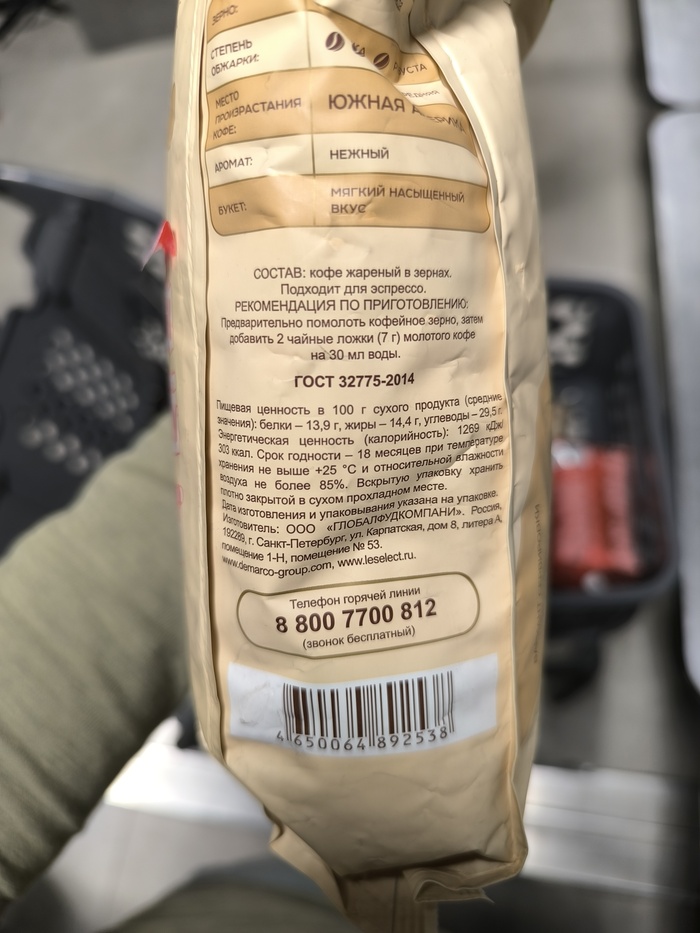 ЗЕРНО:
СТЕПЕНЬ
ОБЖАРКИ:
МЕСТО
ПРОИЗРАСТАНИЯ
КОФЕ:
ЮЖНАЯ
АРОМАТ:
НЕЖНЫЙ
БУКЕТ:
МЯГКИЙ НАСЫЩЕННЫЙ
ВКУС
СОСТАВ: кофе жареный в зернах.
Подходит для эспрессо.
РЕКОМЕНДАЦИЯ ПО ПРИГОТОВЛЕНИЮ:
Предварительно помолоть кофейное зерно, затем
добавить 2 чайные ложки (7 г) молотого кофе
на 30 мл воды.
ГОСТ 32775-2014
Пищевая ценность в 100 г сухого продукта (средние
значения): белки – 13,9 г, жиры – 14,4 г, углеводы – 29,5 г.
Энергетическая ценность (калорийность): 1269 кДж/
303 ккал. Срок годности – 18 месяцев при температуре
хранения не выше +25 °C и относительной влажности
воздуха не более 85%. Вскрытую упаковку хранить
плотно закрытой в сухом прохладном месте.
Дата изготовления и упаковывания указана на упаковке.
Изготовитель: ООО «ГЛОБАЛФУДКОМПАНИ». Россия,
192289, г. Санкт-Петербург, ул. Карпатская, дом 8, литера А,
помещение 1-Н, помещение № 53.
www.demarco-group.com, www.leselect.ru.
Телефон горячей линии
8 800 7700 812
(звонок бесплатный)
4 650064 892538